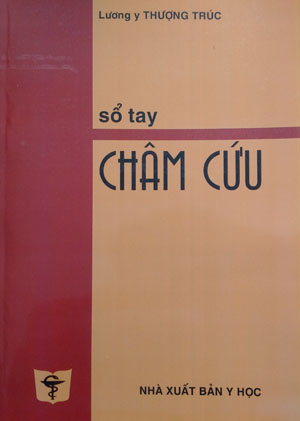 Lương y THƯỢNG TRÚC
sổ tay
CHÂM CỨU
NHÀ XUẤT BẢN Y HỌC